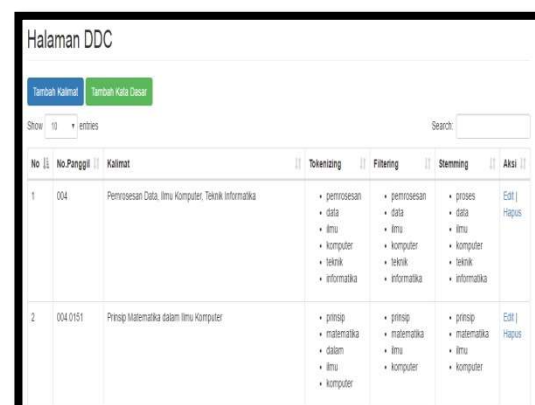 Halaman DDC
Tambah Kalimat Tambah Kata Dasar
Show 10 entries Search:
No No.Panggil Kalimat Tokenizing Filtering Stemming Aksi
1 004 Pemrosesan Data, Ilmu Komputer, Teknik Informatika • pemrosesan • pemrosesan • proses Edit |
• data • data • data Hapus
• ilmu • ilmu • ilmu
• komputer • komputer • komputer
• teknik • teknik • teknik
• informatika • informatika • informatika
2 004.0151 Prinsip Matematika dalam Ilmu Komputer • prinsip • prinsip • prinsip Edit |
• matematika • matematika • matematika Hapus
• dalam • ilmu • ilmu
• ilmu • komputer • komputer
• komputer